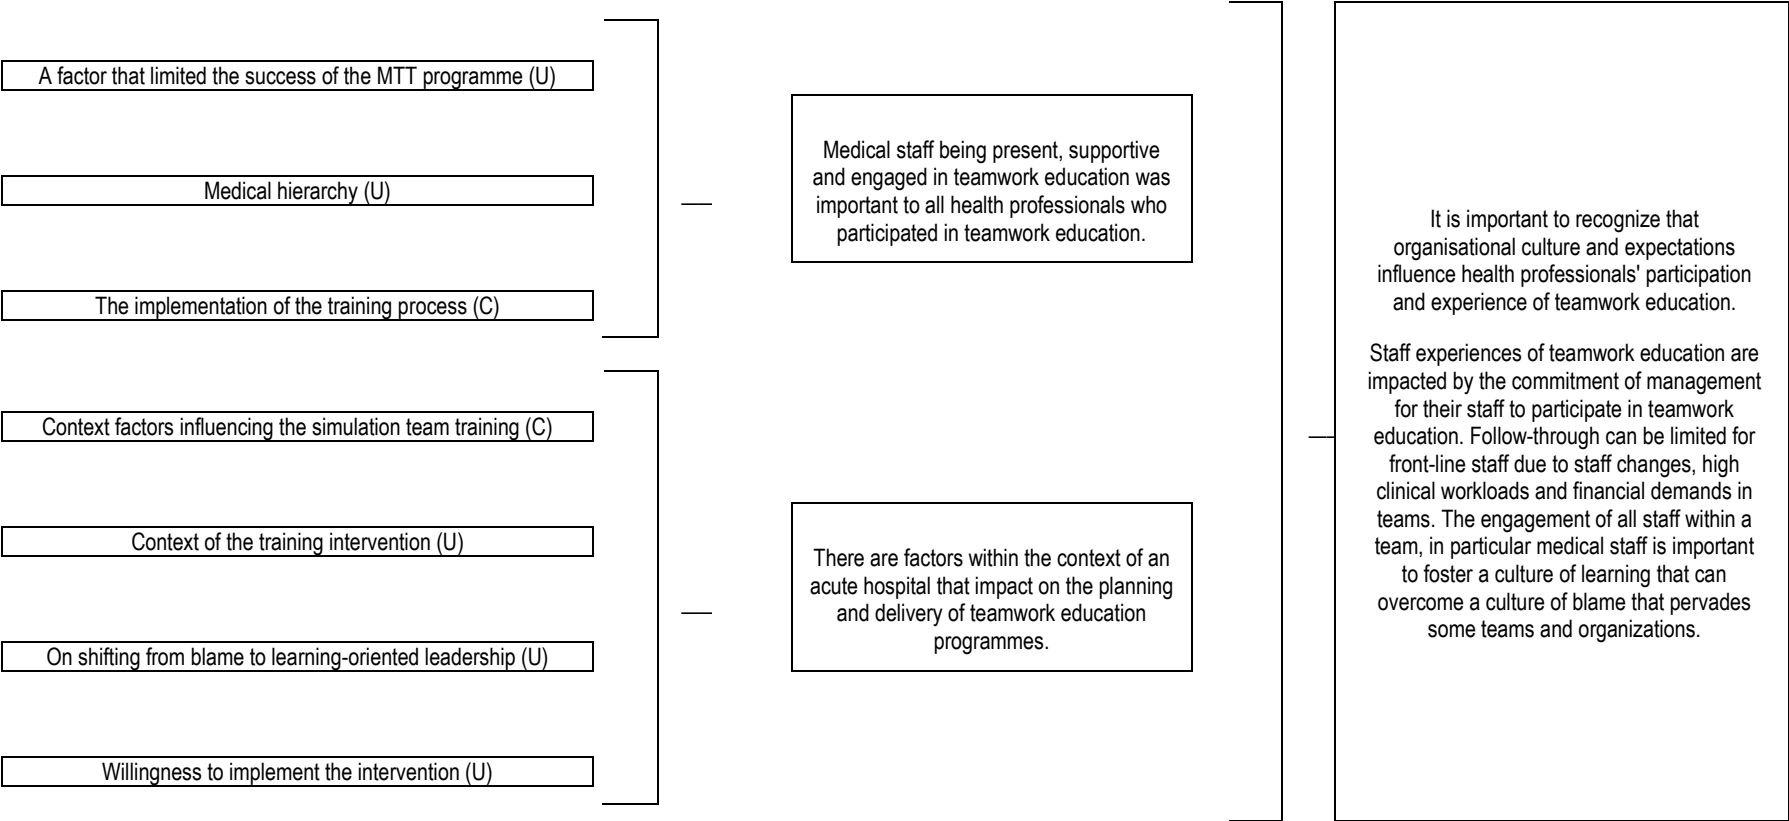 A factor that limited the success of the MTT programme (U)
Medical hierarchy (U)
The implementation of the training process (C)
Context factors influencing the simulation team training (C)
Context of the training intervention (U)
On shifting from blame to learning-oriented leadership (U)
Willingness to implement the intervention (U)
Medical staff being present, supportive
and engaged in teamwork education was
important to all health professionals who
participated in teamwork education.
There are factors within the context of an
acute hospital that impact on the planning
and delivery of teamwork education
programmes.
It is important to recognize that
organisational culture and expectations
influence health professionals' participation
and experience of teamwork education.
Staff experiences of teamwork education are
impacted by the commitment of management
for their staff to participate in teamwork
education. Follow-through can be limited for
front-line staff due to staff changes, high
clinical workloads and financial demands in
teams. The engagement of all staff within a
team, in particular medical staff is important
to foster a culture of learning that can
overcome a culture of blame that pervades
some teams and organizations.